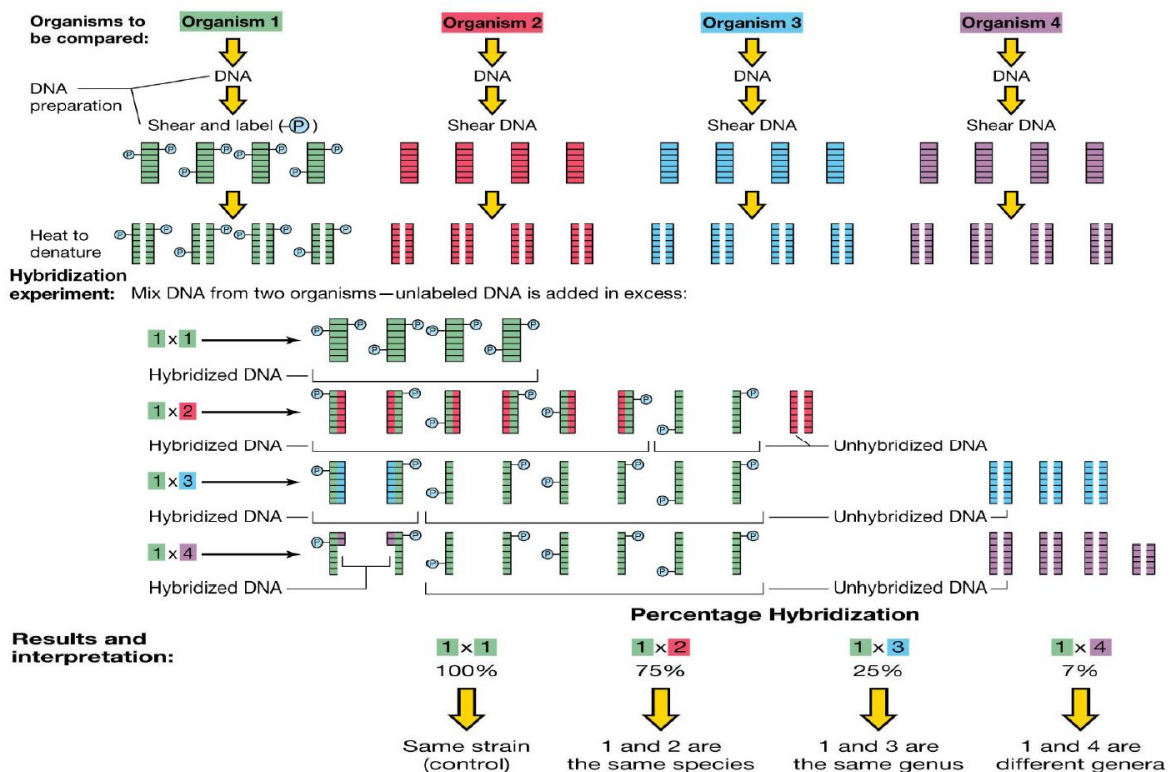 Organisms to be compared:
Organism 1
Organism 2
Organism 3
Organism 4
DNA preparation
DNA
DNA
DNA
DNA
Shear and label (-P)
Shear DNA
Shear DNA
Shear DNA
P P P P P P P P
Heat to denature
P P P P P P P P
Hybridization experiment:
Mix DNA from two organisms—unlabeled DNA is added in excess:
1 x 1
P P P P P P P P
Hybridized DNA
1 x 2
P P P P P P P P
Hybridized DNA
Unhybridized DNA
1 x 3
P P P P P P P P
Hybridized DNA
Unhybridized DNA
1 x 4
P P P P P P P P
Hybridized DNA
Unhybridized DNA
Percentage Hybridization
Results and interpretation:
1 x 1
1 x 2
1 x 3
1 x 4
100%
75%
25%
7%
Same strain (control)
1 and 2 are the same species
1 and 3 are the same genus
1 and 4 are different genera